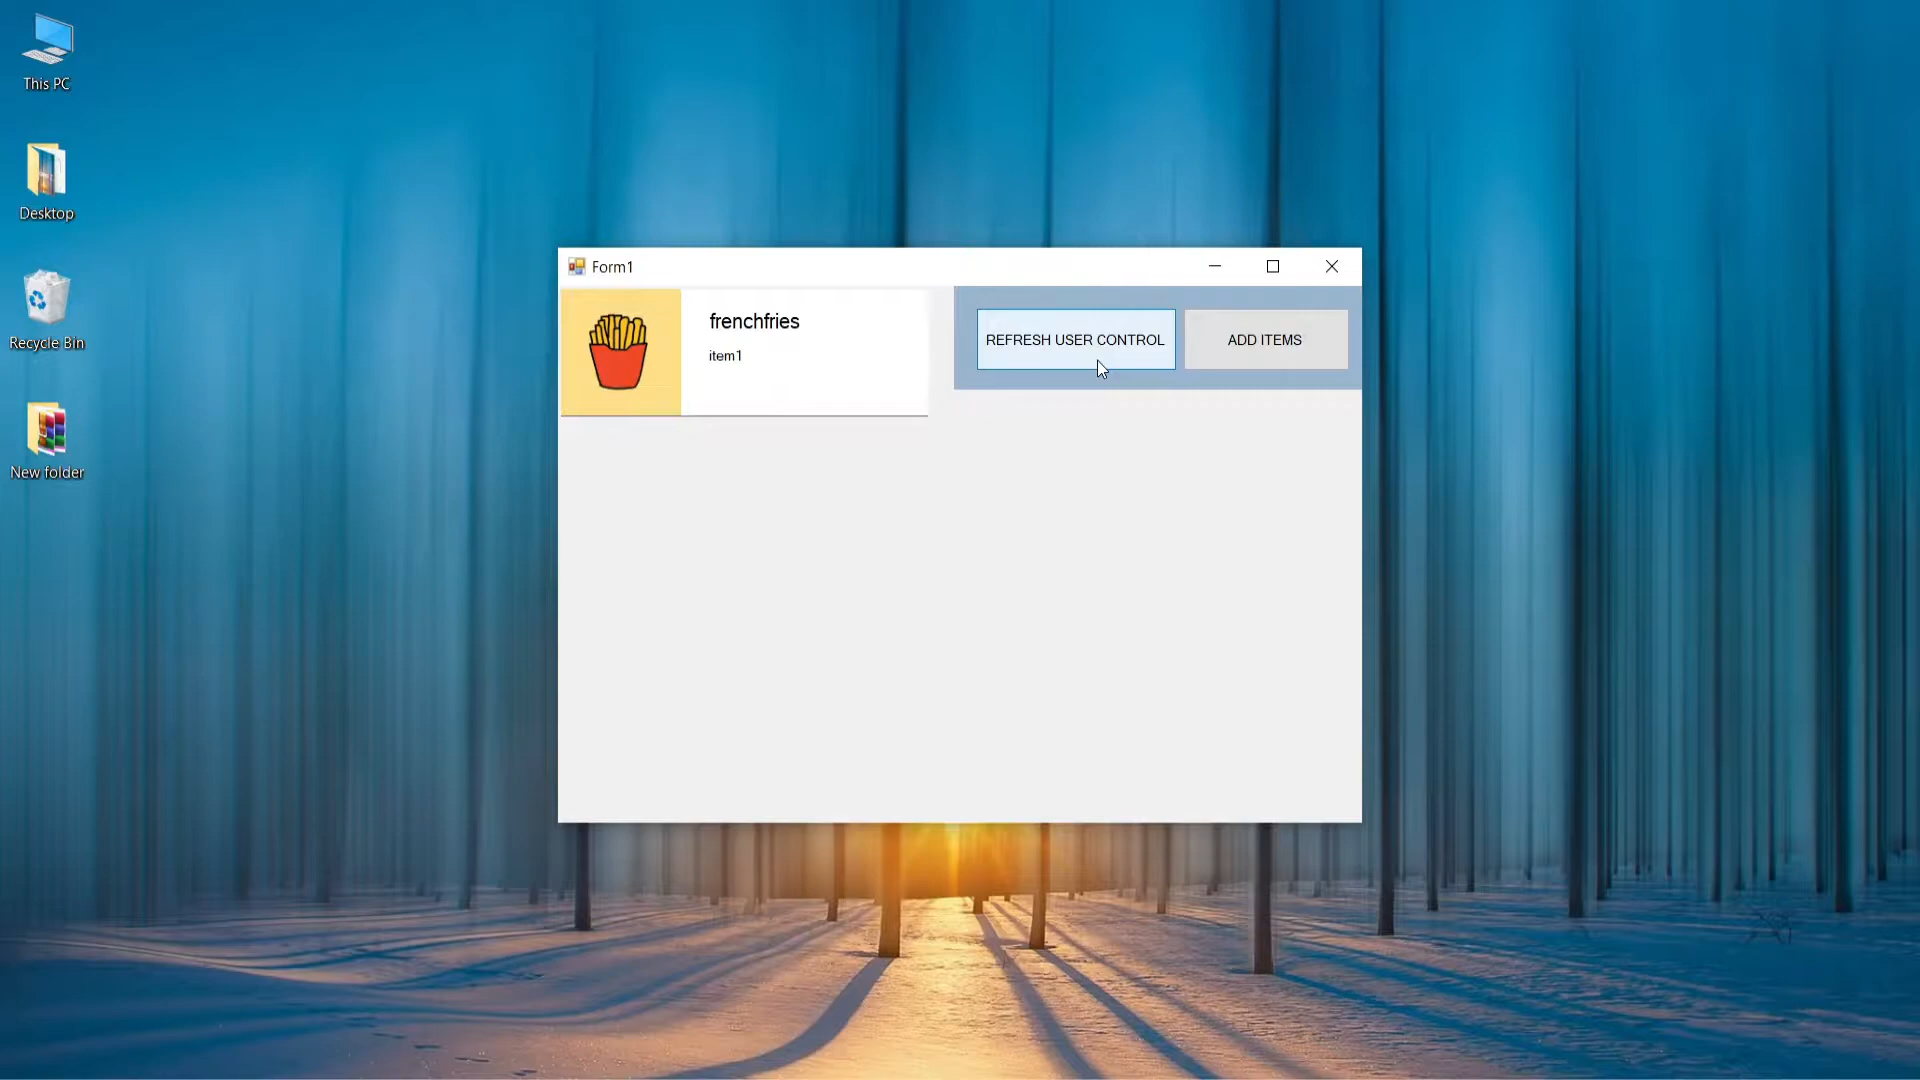 This PC
Desktop
Recycle Bin
New folder
Form1
frenchfries
item1
REFRESH USER CONTROL
ADD ITEMS